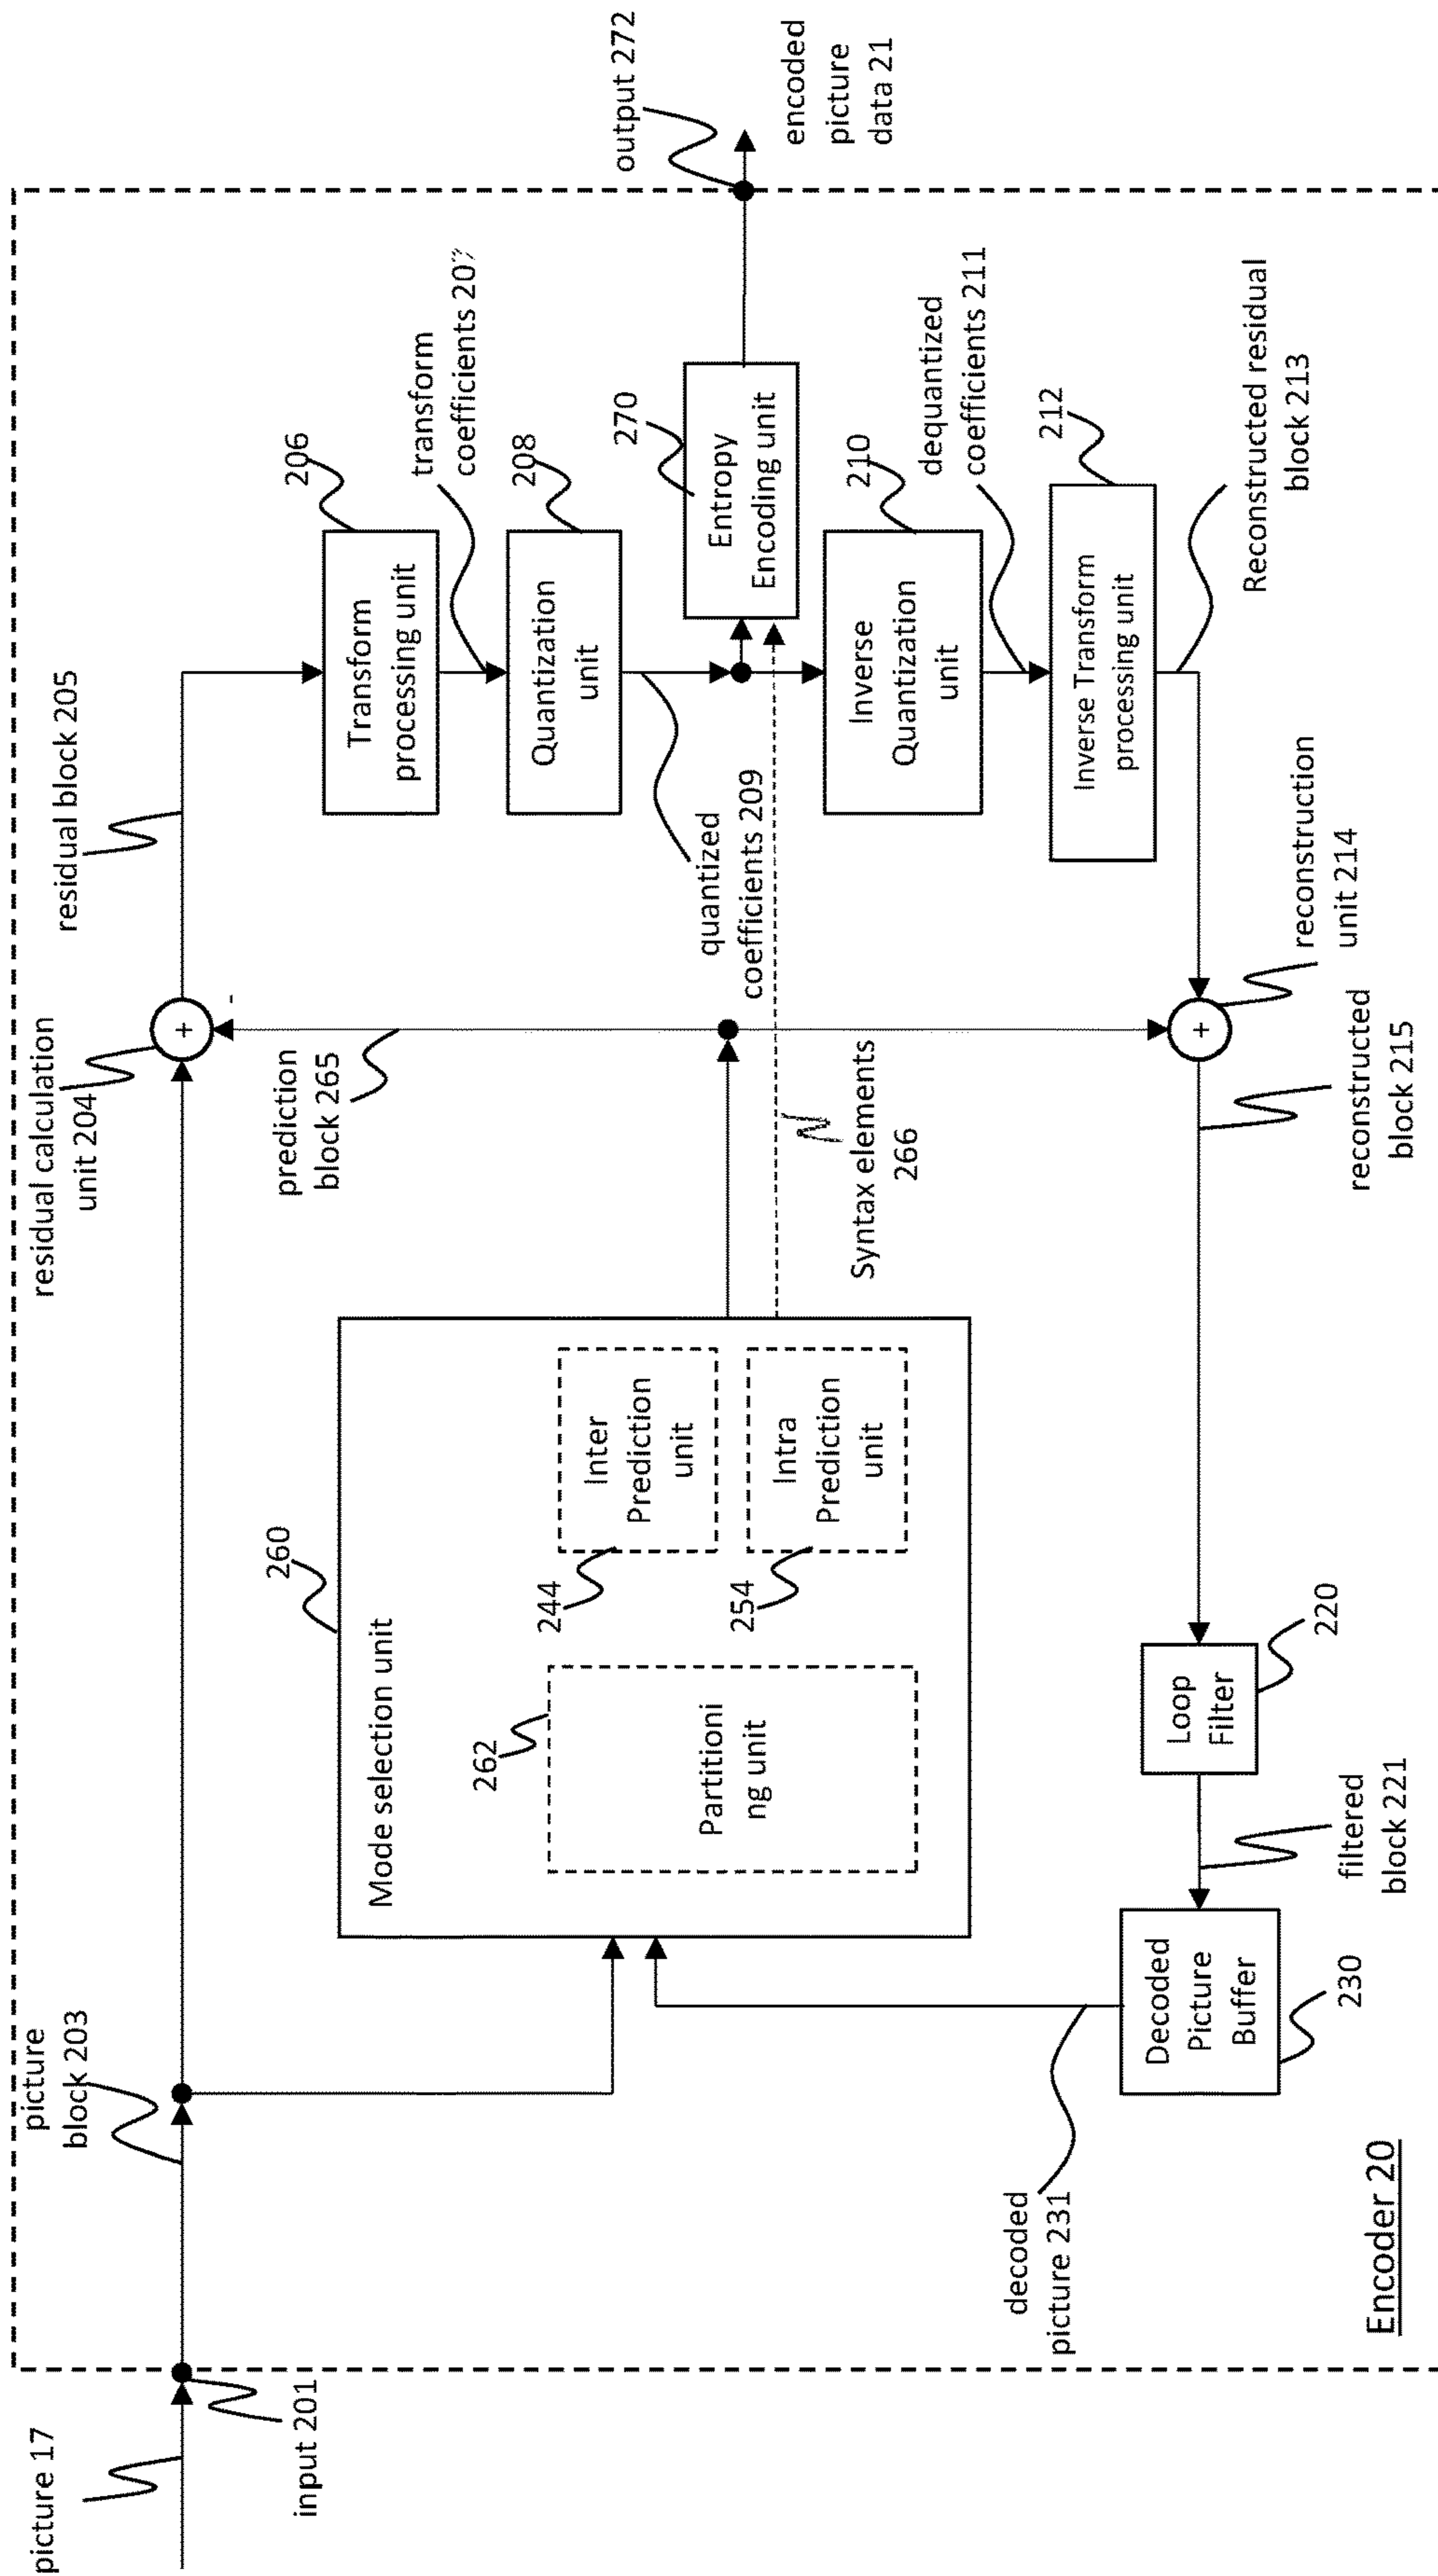 picture 17
input 201
picture
block 203
residual calculation
unit 204
residual block 205
prediction
block 265
260
Mode selection unit
262
Partitioni
ng unit
244
Inter
Prediction
unit
254
Intra
Prediction
unit
Syntax elements
266
+
-
206
Transform
processing unit
transform
coefficients 207
208
Quantization
unit
quantized
coefficients 209
270
Entropy
Encoding unit
output 272
encoded
picture
data 21
210
Inverse
Quantization
unit
dequantized
coefficients 211
212
Inverse Transform
processing unit
Reconstructed residual
block 213
+
reconstruction
unit 214
reconstructed
block 215
220
Loop
Filter
filtered
block 221
Decoded
Picture
Buffer
230
decoded
picture 231
Encoder 20